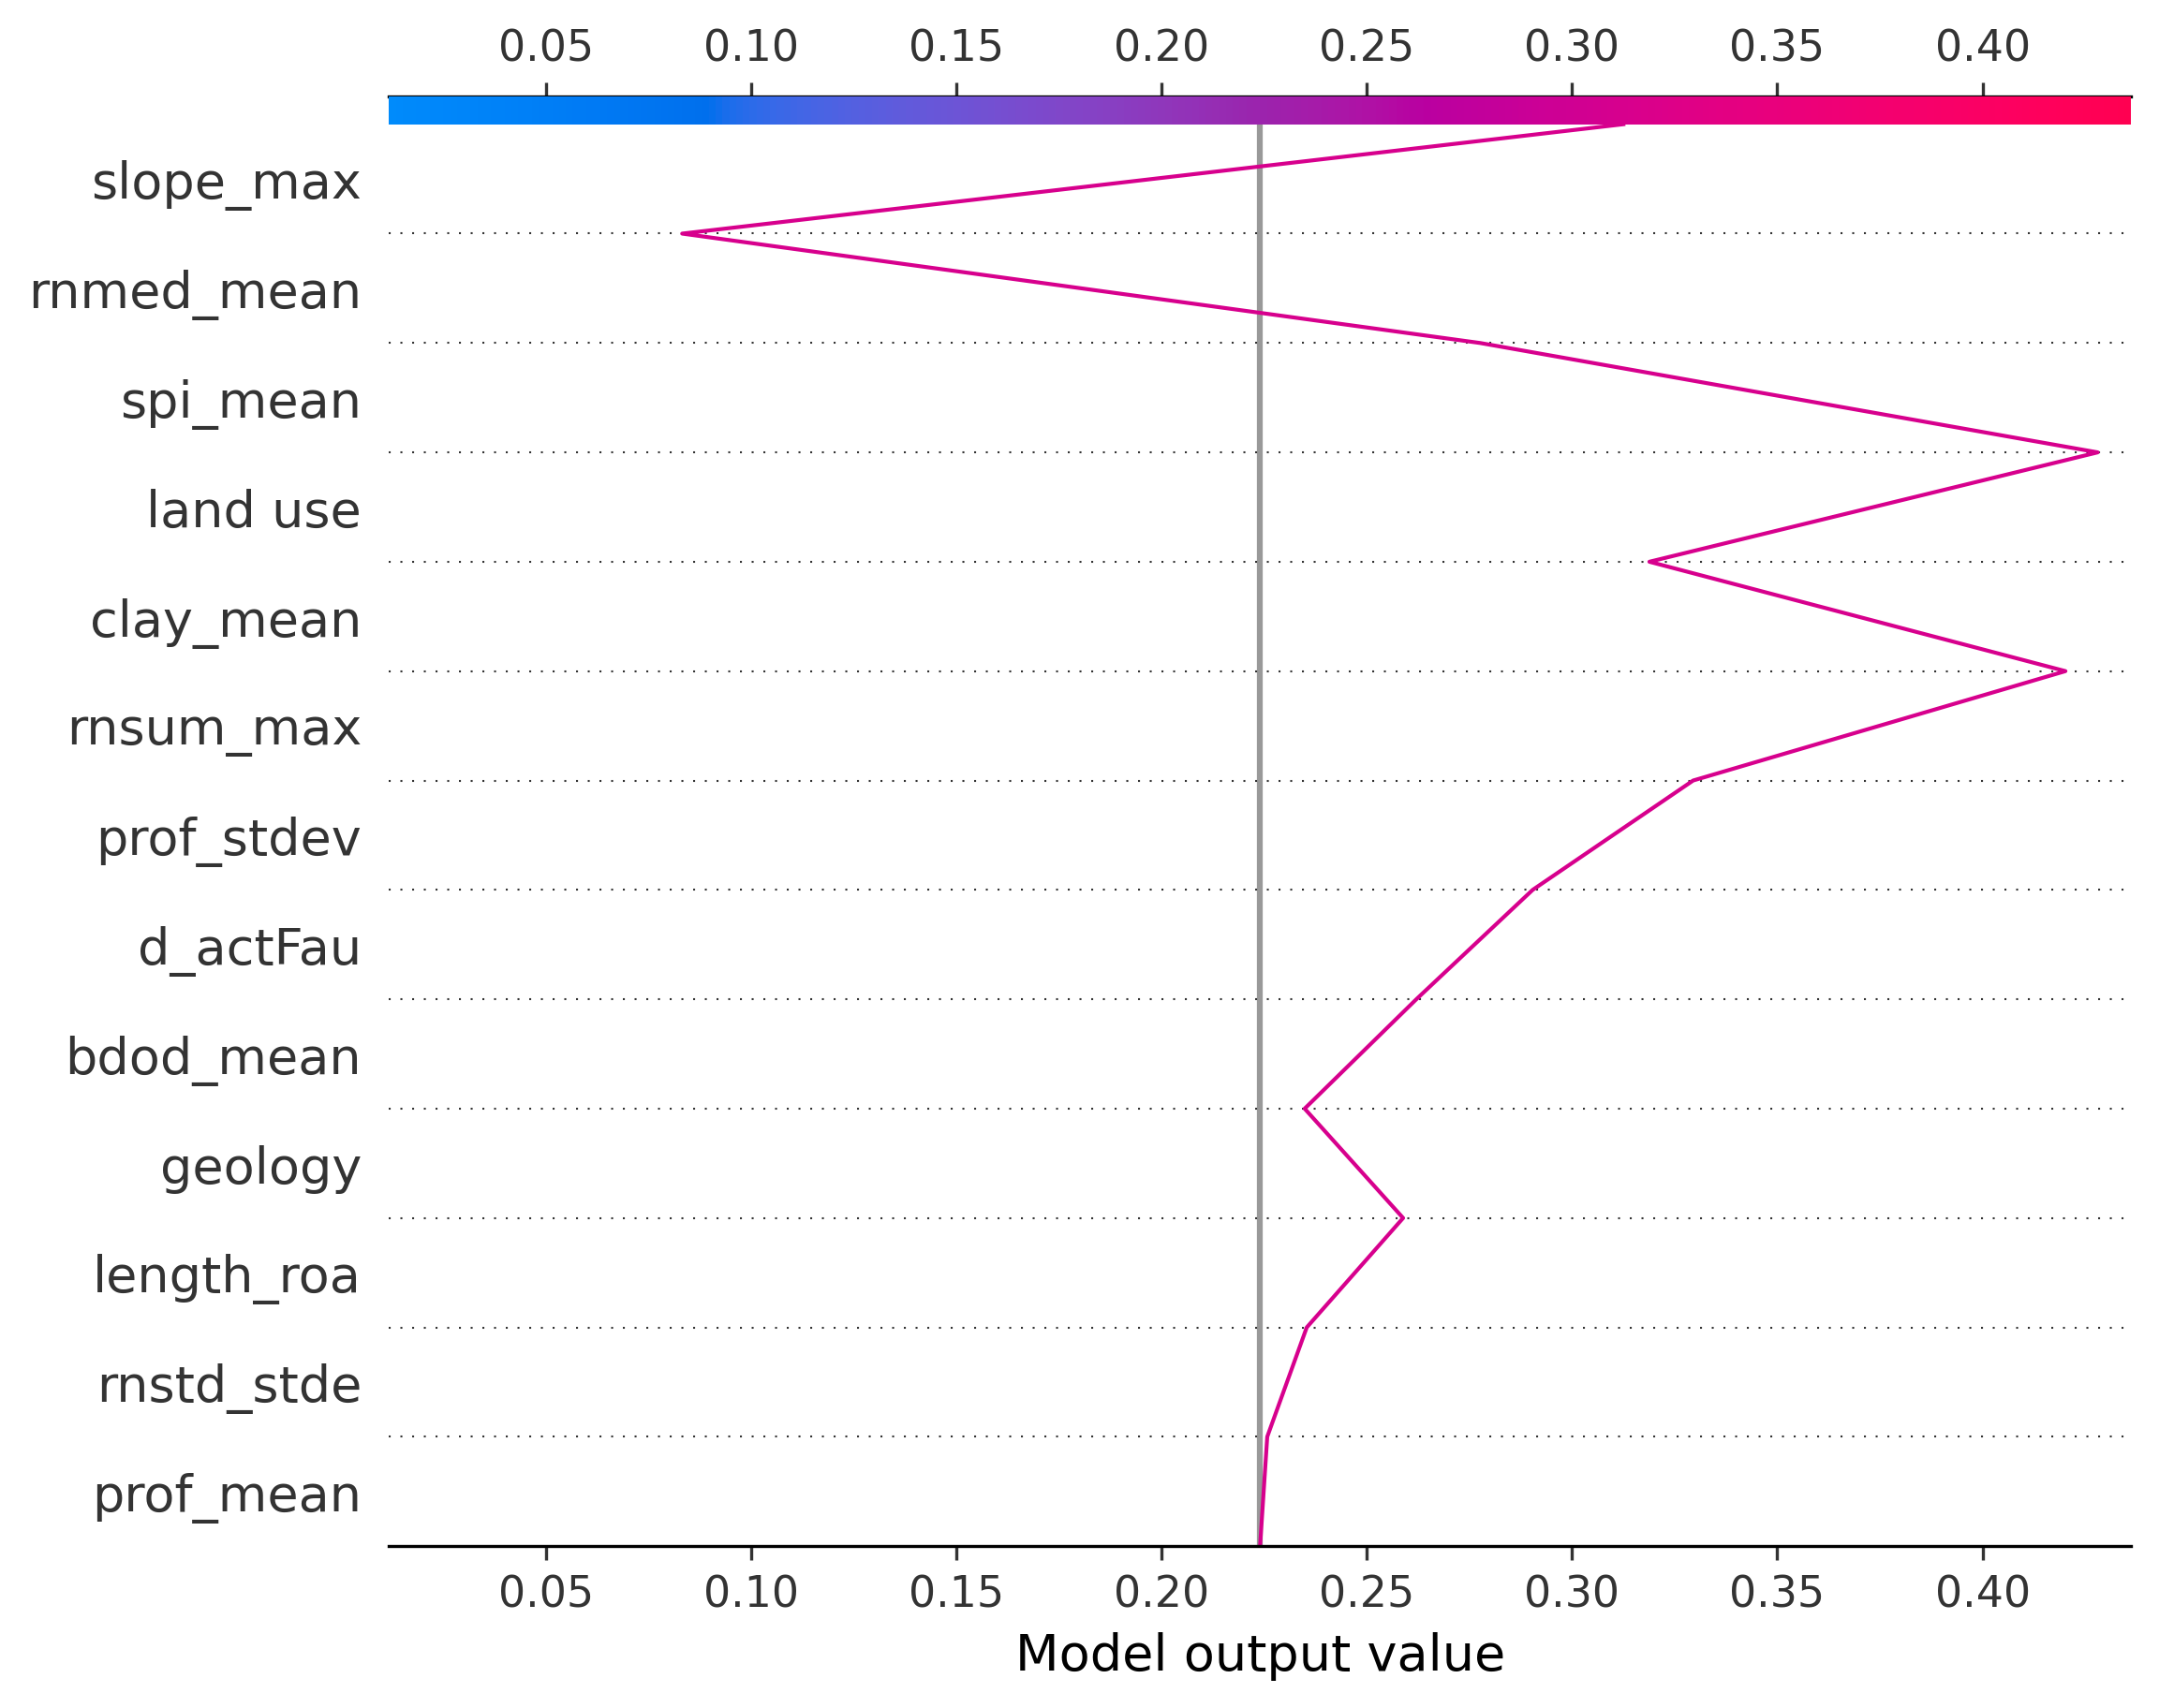 0.05 0.10 0.15 0.20 0.25 0.30 0.35 0.40
slope_max
rnmed_mean
spi_mean
land use
clay_mean
rnsum_max
prof_stdev
d_actFau
bdod_mean
geology
length_roa
rnstd_stde
prof_mean
0.05 0.10 0.15 0.20 0.25 0.30 0.35 0.40
Model output value